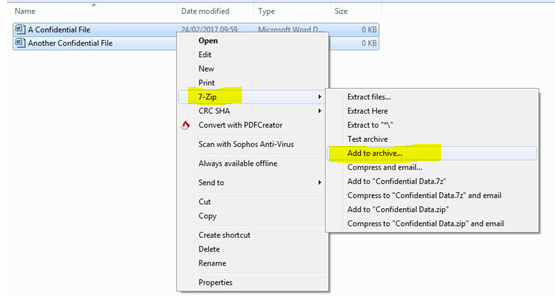 Name Date modified Type Size
A Confidential File 24/02/2017 09:59 Microsoft Word D... 0 KB
Another Confidential File 0 KB
Open
Edit
New
Print
7-Zip
CRC SHA
Convert with PDFCreator
Scan with Sophos Anti-Virus
Always available offline
Send to
Cut
Copy
Create shortcut
Delete
Rename
Properties
Extract files...
Extract Here
Extract to "*\"
Test archive
Add to archive...
Compress and email...
Add to "Confidential Data.7z"
Compress to "Confidential Data.7z" and email
Add to "Confidential Data.zip"
Compress to "Confidential Data.zip" and email